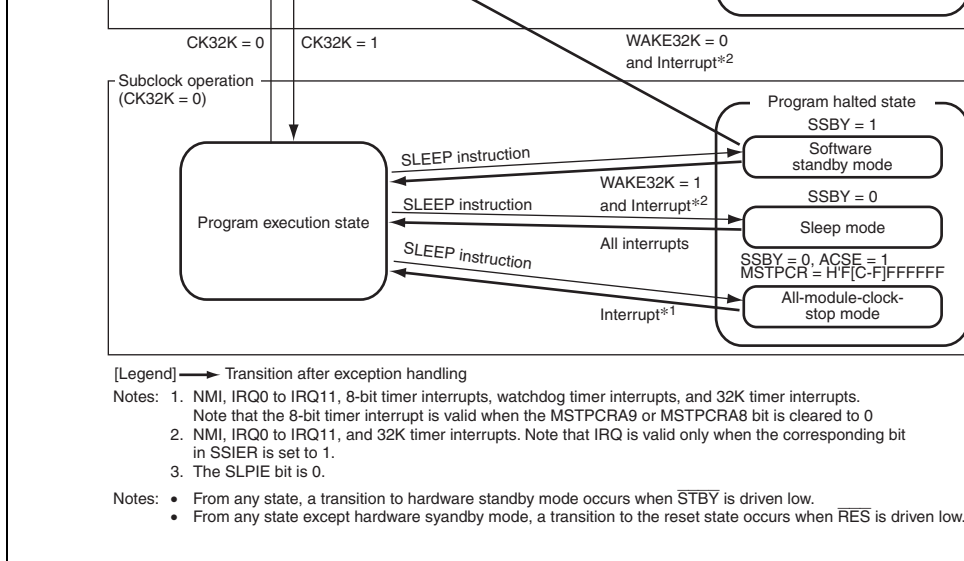 CK32K = 0
CK32K = 1
WAKE32K = 0
and Interrupt*2
Subclock operation
(CK32K = 0)
Program halted state
SSBY = 1
Software
standby mode
SLEEP instruction
WAKE32K = 1
and Interrupt*2
SSBY = 0
SLEEP instruction
Program execution state
Sleep mode
All interrupts
SLEEP instruction
SSBY = 0, ACSE = 1
MSTPCR = H'F[C-F]FFFFFF
All-module-clock-
stop mode
Interrupt*1
[Legend] Transition after exception handling
Notes: 1. NMI, IRQ0 to IRQ11, 8-bit timer interrupts, watchdog timer interrupts, and 32K timer interrupts.
Note that the 8-bit timer interrupt is valid when the MSTPCRA9 or MSTPCRA8 bit is cleared to 0
2. NMI, IRQ0 to IRQ11, and 32K timer interrupts. Note that IRQ is valid only when the corresponding bit
in SSIER is set to 1.
3. The SLPIE bit is 0.
Notes: • From any state, a transition to hardware standby mode occurs when STBY is driven low.
• From any state except hardware syandby mode, a transition to the reset state occurs when RES is driven low.